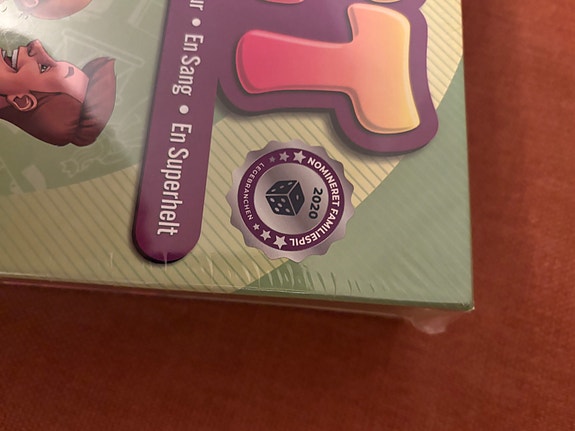 T
• En Sang • En Superhelt
NOMINERET FAMILIESPIL
2020
LEGEBRANCHEN